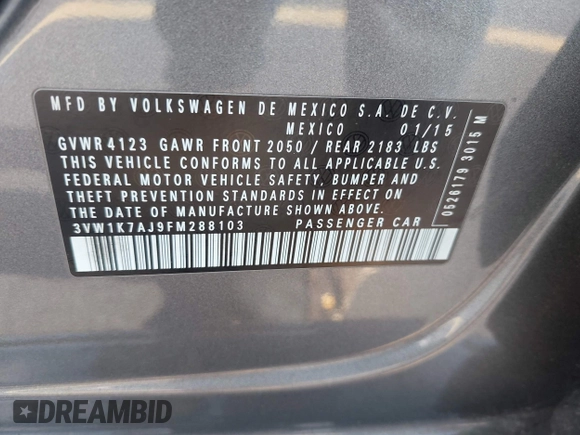 MFD BY VOLKSWAGEN DE MEXICO S.A. DE C.V.
MEXICO 01/15
GVWR 4123 GAWR FRONT 2050 / REAR 2183 LBS
THIS VEHICLE CONFORMS TO ALL APPLICABLE U.S.
FEDERAL MOTOR VEHICLE SAFETY, BUMPER AND
THEFT PREVENTION STANDARDS IN EFFECT ON
THE DATE OF MANUFACTURE SHOWN ABOVE.
3VW1K7AJ9FM288103 PASSENGER CAR
0526179 3015 M
DREAMBID